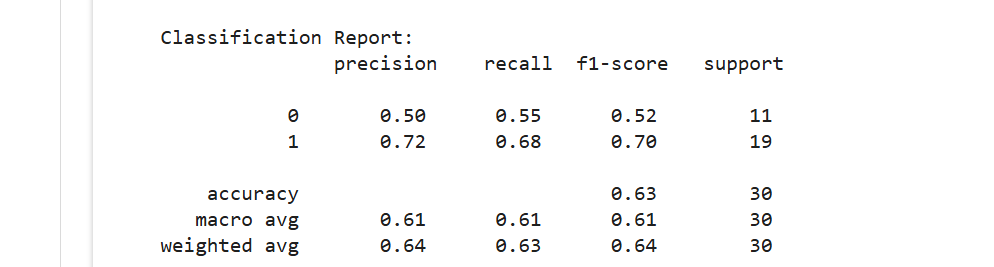 Classification Report:
precision recall f1-score support
0 0.50 0.55 0.52 11
1 0.72 0.68 0.70 19
accuracy 0.63 30
macro avg 0.61 0.61 0.61 30
weighted avg 0.64 0.63 0.64 30